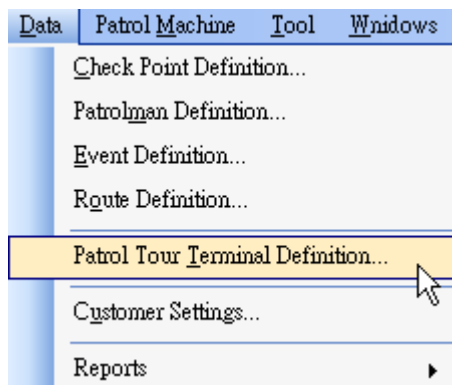 Data Patrol Machine Tool Wnidows
Check Point Definition...
Patrolman Definition...
Event Definition...
Route Definition...
Patrol Tour Terminal Definition...
Customer Settings...
Reports